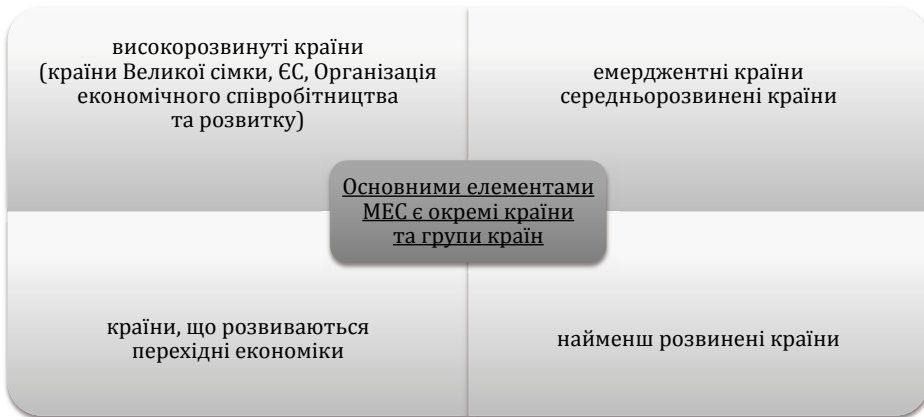 високорозвинуті країни
(країни Великої сімки, ЄС, Організація
економічного співробітництва
та розвитку)
емерджентні країни
середньорозвинені країни
Основними елементами
МЕС є окремі країни
та групи країн
країни, що розвиваються
перехідні економіки
найменш розвинені країни